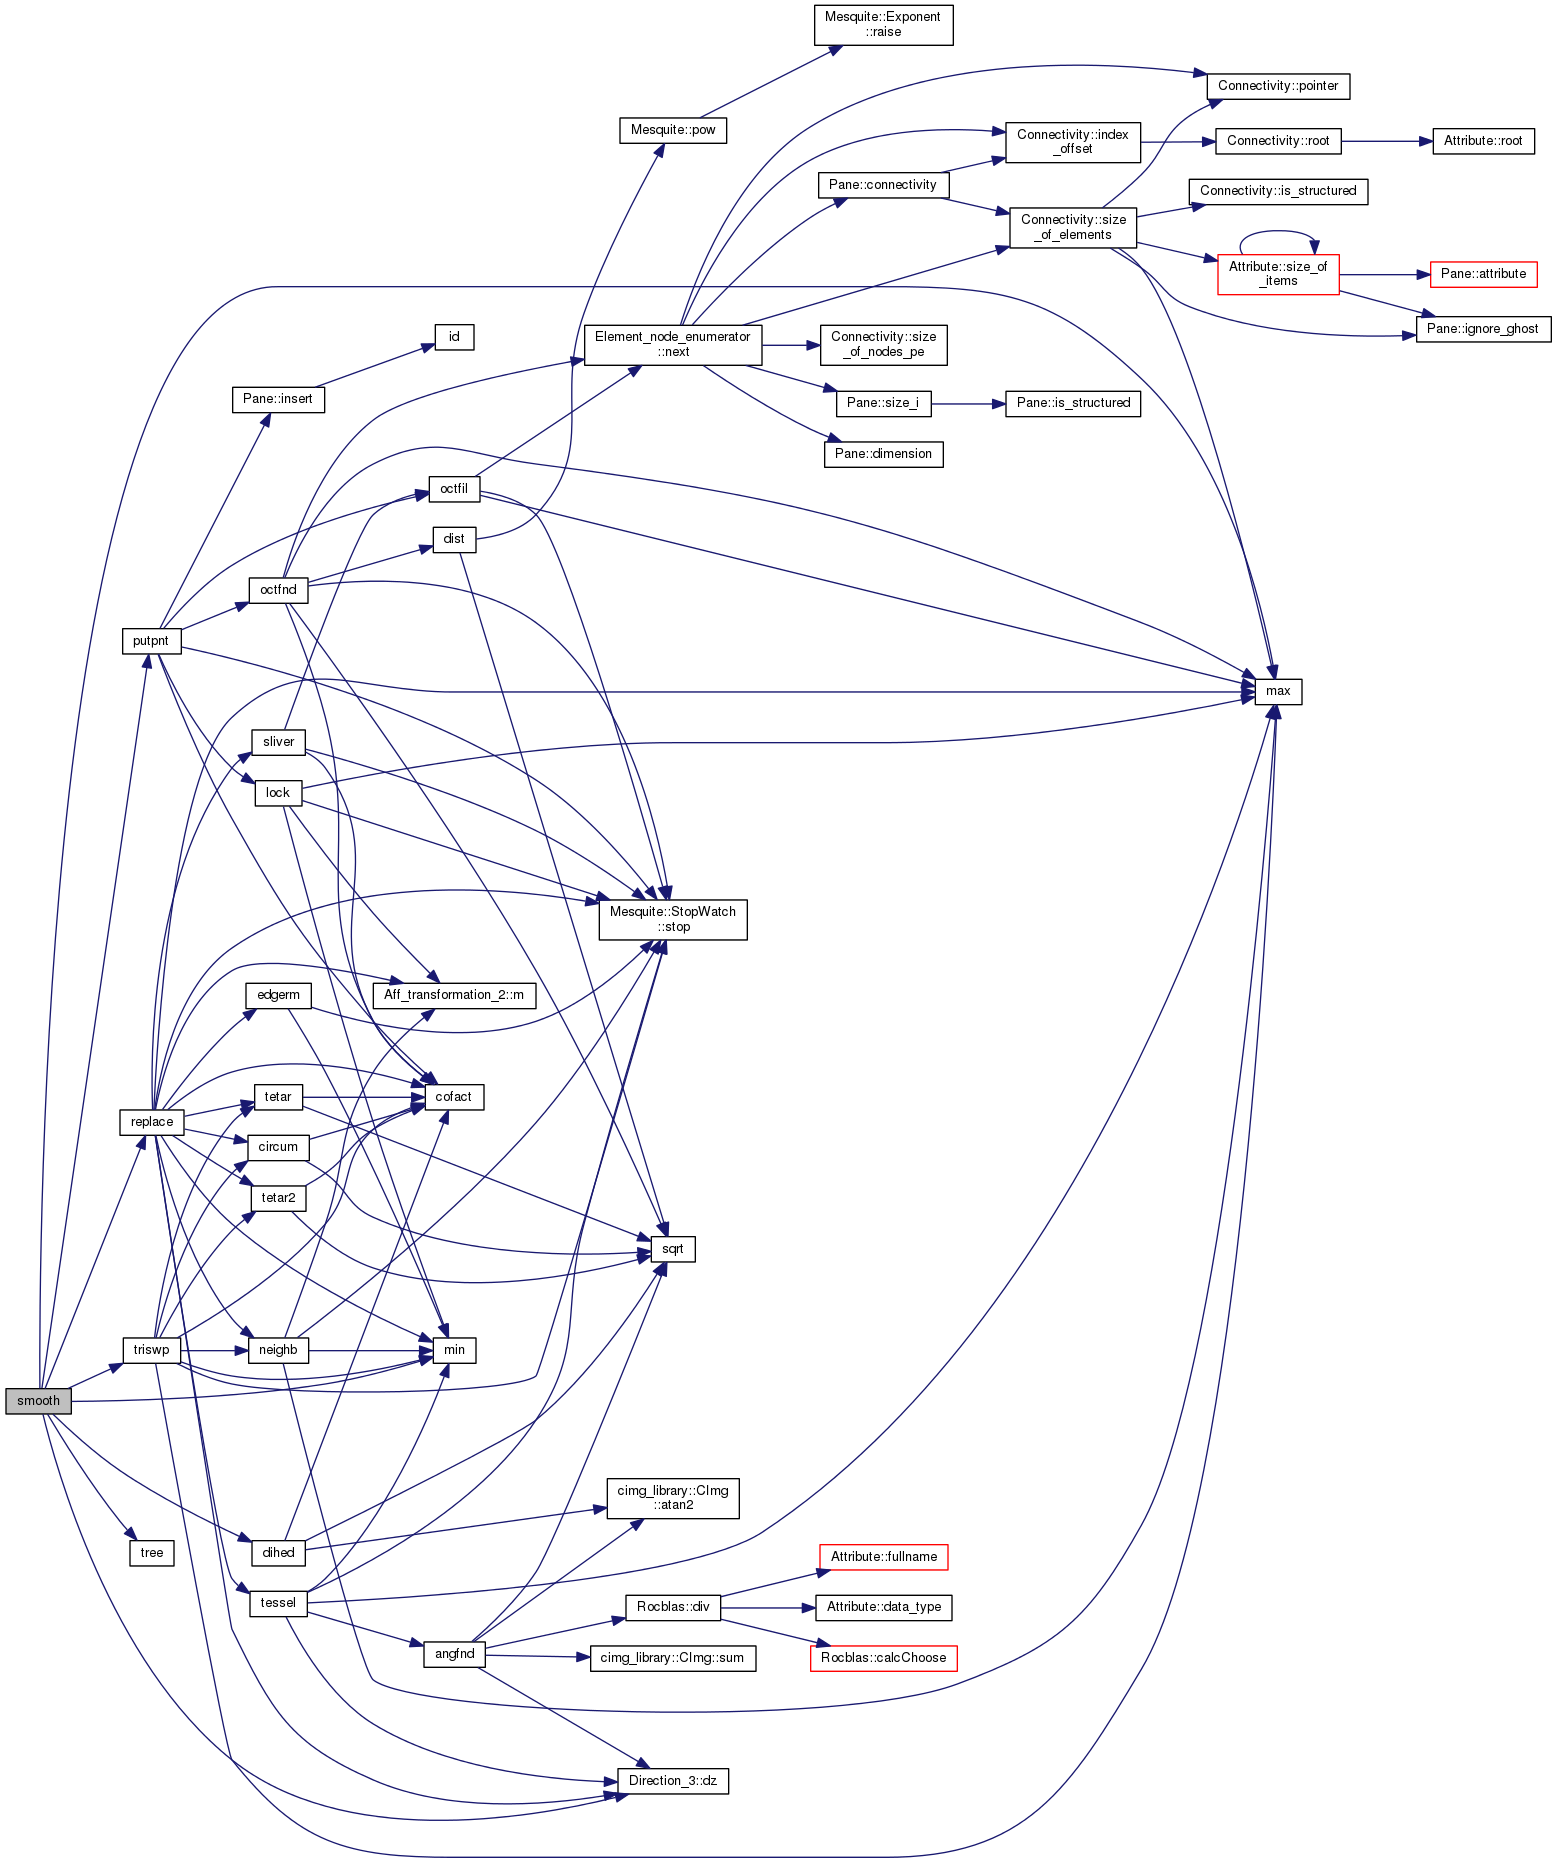 Mesquite::Exponent
::raise
Connectivity::pointer
Mesquite::pow
Connectivity::index
_offset
Connectivity::root
Attribute::root
Pane::connectivity
Connectivity::is_structured
Connectivity::size
_of_elements
Attribute::size_of
_items
Pane::attribute
Pane::ignore_ghost
id
Element_node_enumerator
::next
Connectivity::size
_of_nodes_pe
Pane::insert
Pane::size_i
Pane::is_structured
Pane::dimension
octfil
dist
octfnd
putpnt
max
sliver
lock
Mesquite::StopWatch
::stop
edgerm
Aff_transformation_2::m
tetar
cofact
replace
circum
tetar2
sqrt
triswp
neighb
min
smooth
cimg_library::CImg
::atan2
tree
dihed
Attribute::fullname
tessel
Rocblas::div
Attribute::data_type
angfnd
cimg_library::CImg::sum
Rocblas::calcChoose
Direction_3::dz